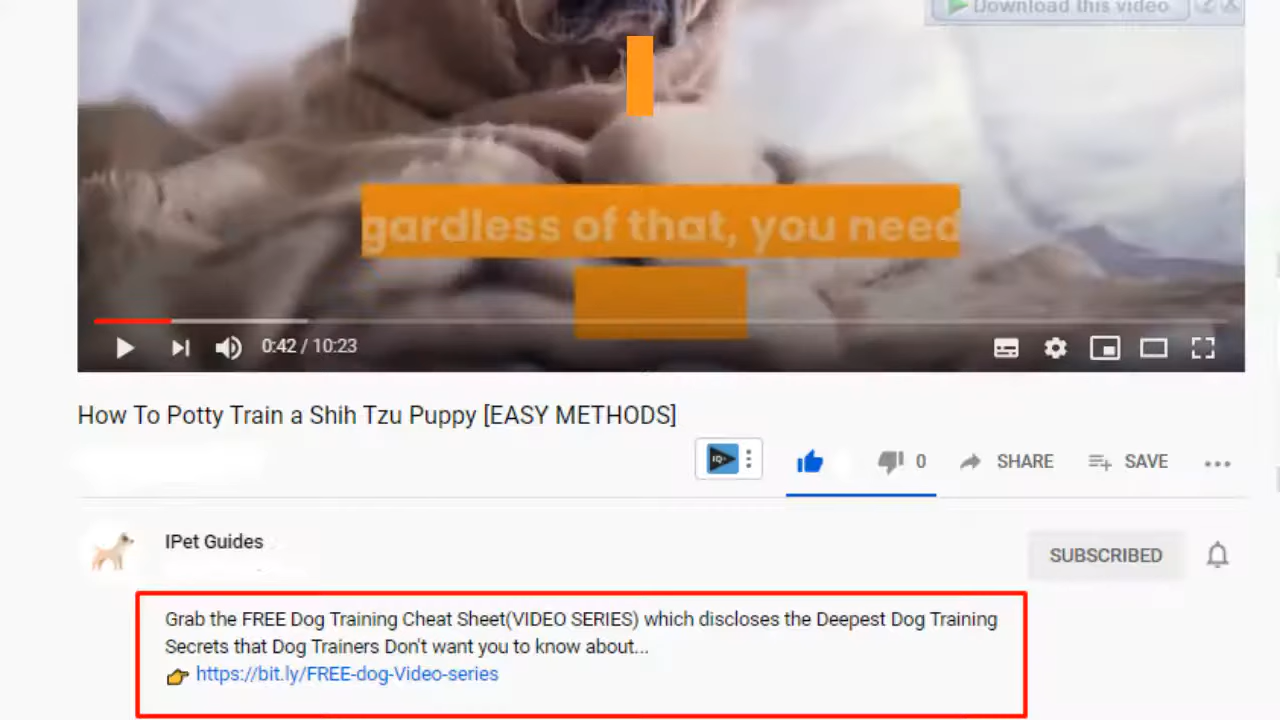 Download this video
gardless of that, you need
0:42 / 10:23
How To Potty Train a Shih Tzu Puppy [EASY METHODS]
IQ+
0
SHARE
SAVE
IPet Guides
SUBSCRIBED
Grab the FREE Dog Training Cheat Sheet(VIDEO SERIES) which discloses the Deepest Dog Training
Secrets that Dog Trainers Don't want you to know about...
https://bit.ly/FREE-dog-Video-series